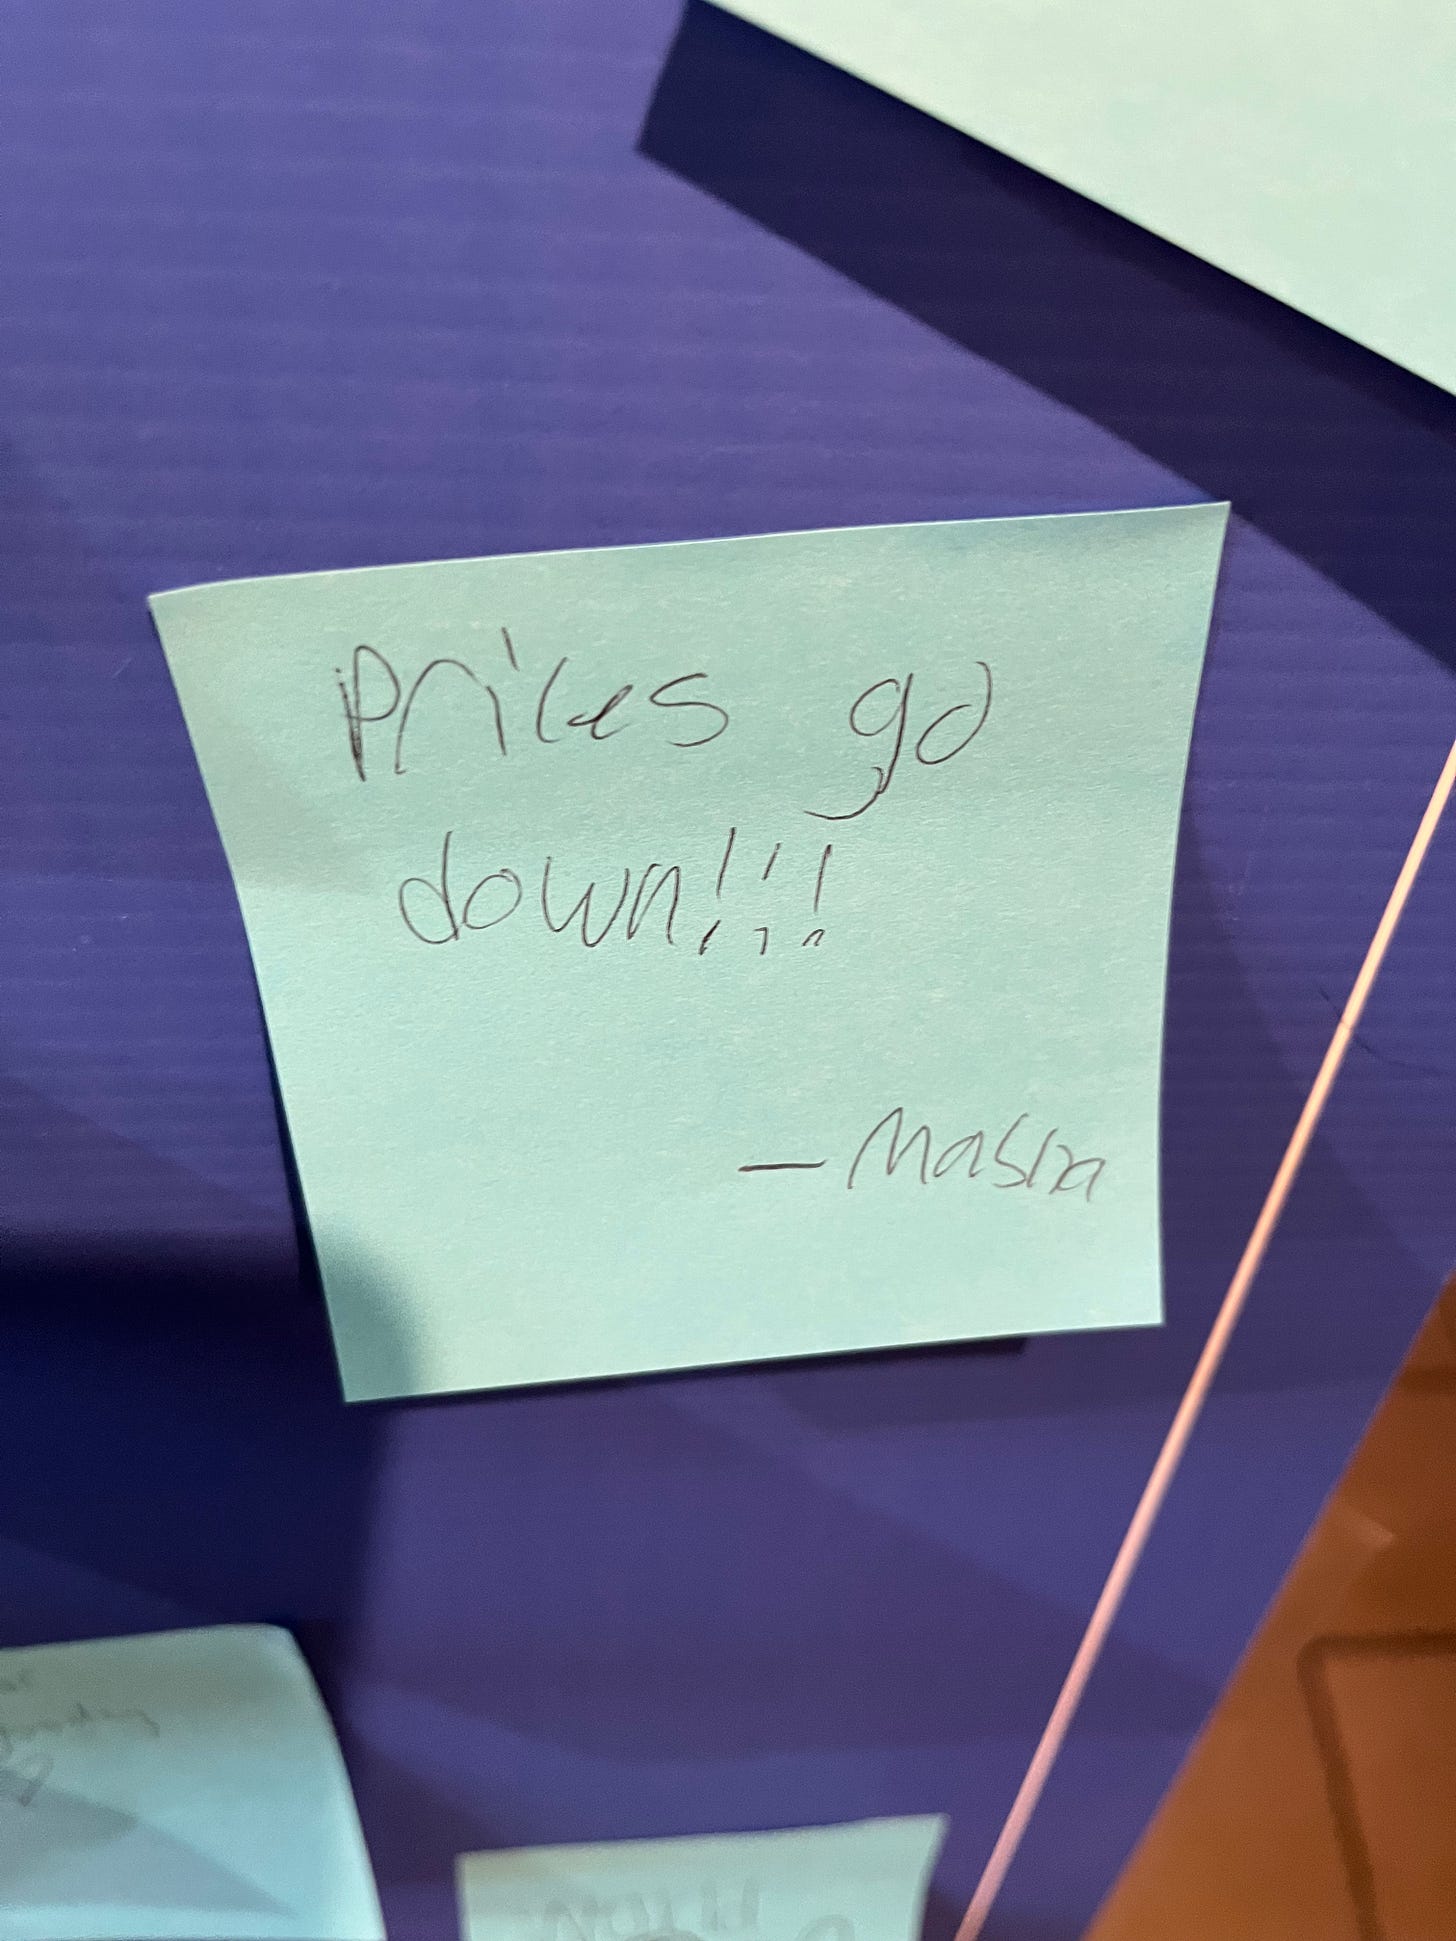 Prices go
down!!!
— Masha